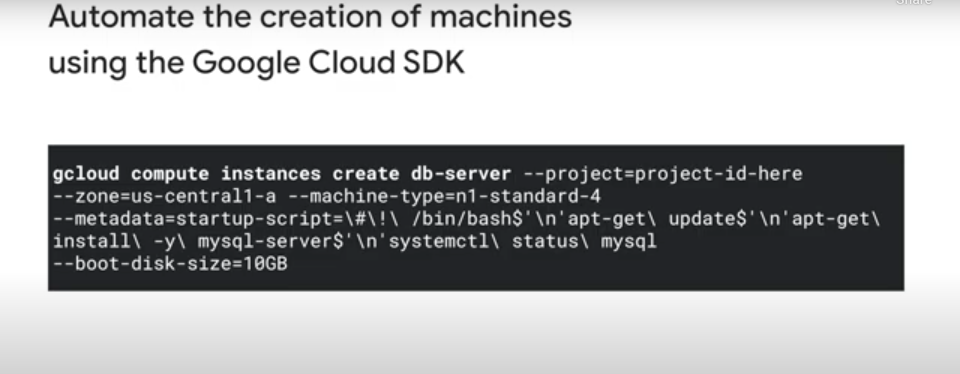 Share
Automate the creation of machines
using the Google Cloud SDK
gcloud compute instances create db-server --project=project-id-here
--zone=us-central1-a --machine-type=n1-standard-4
--metadata=startup-script=\#\!\ /bin/bash$'\n'apt-get\ update$'\n'apt-get\
install\ -y\ mysql-server$'\n'systemctl\ status\ mysql
--boot-disk-size=10GB